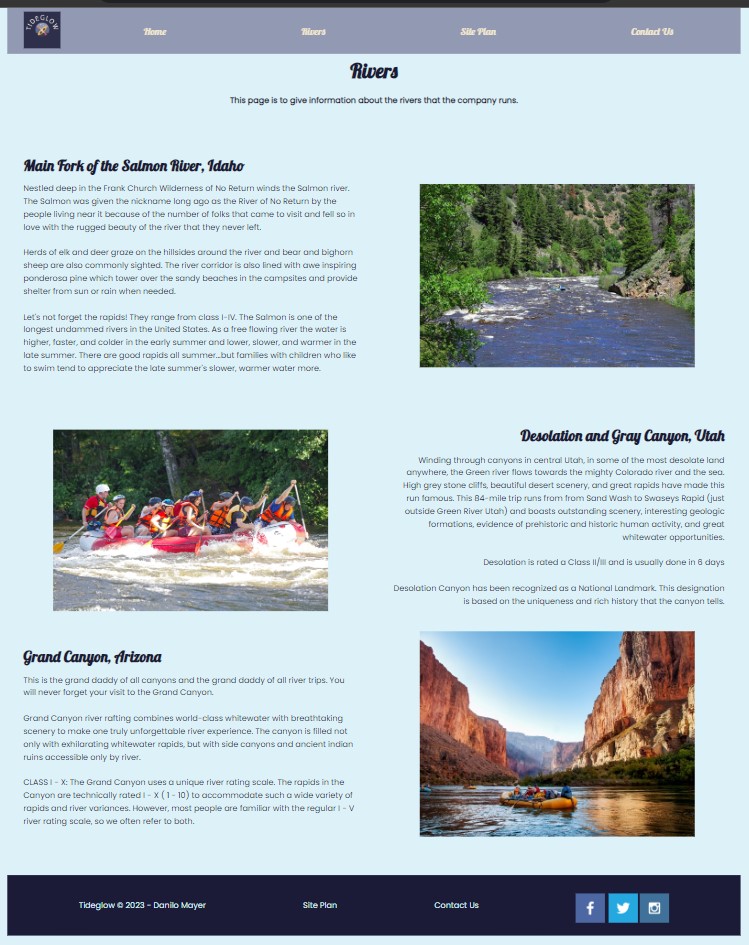 TIDEGLOW
Home
Rivers
Site Plan
Contact Us
Rivers
This page is to give information about the rivers that the company runs.
Main Fork of the Salmon River, Idaho
Nestled deep in the Frank Church Wilderness of No Return winds the Salmon river.
The Salmon was given the nickname long ago as the River of No Return by the
people living near it because of the number of folks that came to visit and fell so in
love with the rugged beauty of the river that they never left.
Herds of elk and deer graze on the hillsides around the river and bear and bighorn
sheep are also commonly sighted. The river corridor is also lined with awe inspiring
ponderosa pine which tower over the sandy beaches in the campsites and provide
shelter from sun or rain when needed.
Let's not forget the rapids! They range from class I-IV. The Salmon is one of the
longest undammed rivers in the United States. As a free flowing river the water is
higher, faster, and colder in the early summer and lower, slower, and warmer in the
late summer. There are good rapids all summer...but families with children who like
to swim tend to appreciate the late summer's slower, warmer water more.
Desolation and Gray Canyon, Utah
Winding through canyons in central Utah, in some of the most desolate land
anywhere, the Green river flows towards the mighty Colorado river and the sea.
High grey stone cliffs, beautiful desert scenery, and great rapids have made this
run famous. This 84-mile trip runs from from Sand Wash to Swaseys Rapid (just
outside Green River Utah) and boasts outstanding scenery, interesting geologic
formations, evidence of prehistoric and historic human activity, and great
whitewater opportunities.
Desolation is rated a Class II/III and is usually done in 6 days
Desolation Canyon has been recognized as a National Landmark. This designation
is based on the uniqueness and rich history that the canyon tells.
Grand Canyon, Arizona
This is the grand daddy of all canyons and the grand daddy of all river trips. You
will never forget your visit to the Grand Canyon.
Grand Canyon river rafting combines world-class whitewater with breathtaking
scenery to make one truly unforgettable river experience. The canyon is filled not
only with exhilarating whitewater rapids, but with side canyons and ancient indian
ruins accessible only by river.
CLASS I - X: The Grand Canyon uses a unique river rating scale. The rapids in the
Canyon are technically rated I - X ( 1 - 10) to accommodate such a wide variety of
rapids and river variances. However, most people are familiar with the regular I - V
river rating scale, so we often refer to both.
Tideglow © 2023 - Danilo Mayer
Site Plan
Contact Us